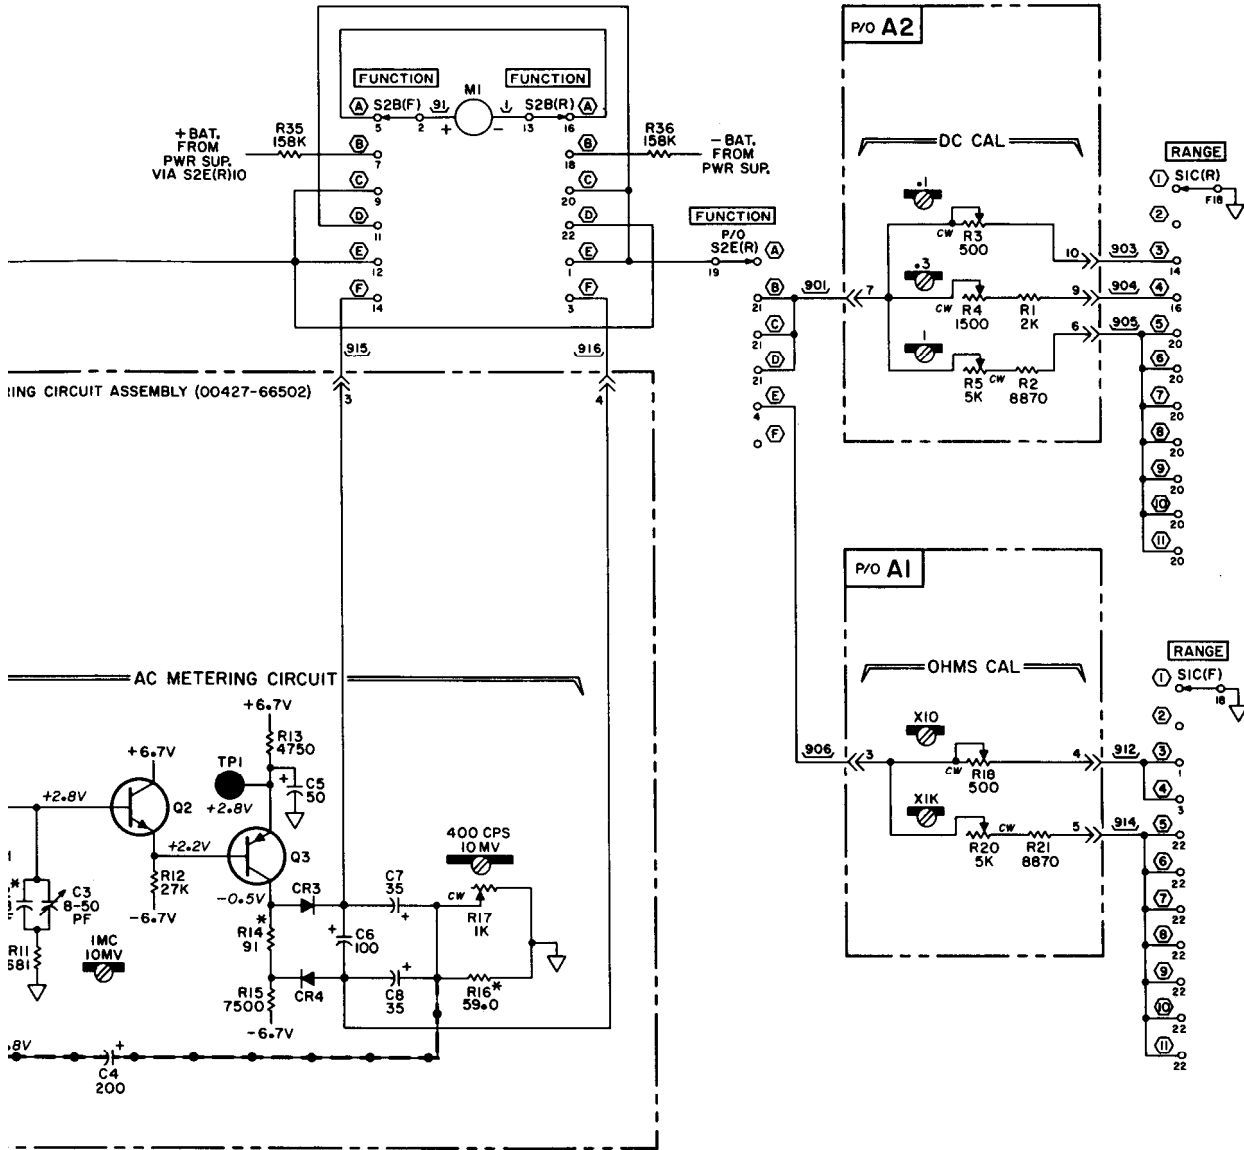 P/O A2
FUNCTION
FUNCTION
M1
A S2B(F) 91 1 S2B(R) A
5 2 + - 13 16
+BAT.
FROM
PWR SUP.
VIA S2E(R)10
R35
158K
B
7
B
18
R36
158K
-BAT.
FROM
PWR SUP.
C
9
C
20
D
11
D
22
E
12
E
1
F
14
F
3
FUNCTION
P/O
S2E(R)
19
A
B
21
C
21
D
21
E
4
F
901
7
DC CAL
.1
CW R3
500
10 903
.3
CW R4
1500
R1
2K
9 904
1
R5
5K
CW
R2
8870
6 905
RANGE
1 S1C(R)
F18
2
3
14
4
16
5
20
6
20
7
20
8
20
9
20
10
20
11
20
915
916
3
4
RING CIRCUIT ASSEMBLY (00427-66502)
P/O A1
OHMS CAL
906
3
X10
CW R18
500
4 912
X1K
R20
5K
CW
R21
8870
5 914
RANGE
1 S1C(F)
18
2
3
1
4
3
5
22
6
22
7
22
8
22
9
22
10
22
11
22
AC METERING CIRCUIT
+6.7V
R13
4750
+6.7V
TP1
+2.8V
+
C5
50
+2.8V
Q2
+2.2V
Q3
R12
27K
-6.7V
-0.5V
C3
8-50
PF
*
R11
681
1MC
10MV
CR3
C7
35
+
400 CPS
10 MV
CW
R17
1K
*
R14
91
+
C6
100
R15
7500
CR4
+
C8
35
R16*
59.0
-6.7V
.8V
+
C4
200